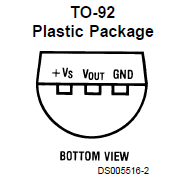 TO-92
Plastic Package
+VS VOUT GND
BOTTOM VIEW
DS005516-2